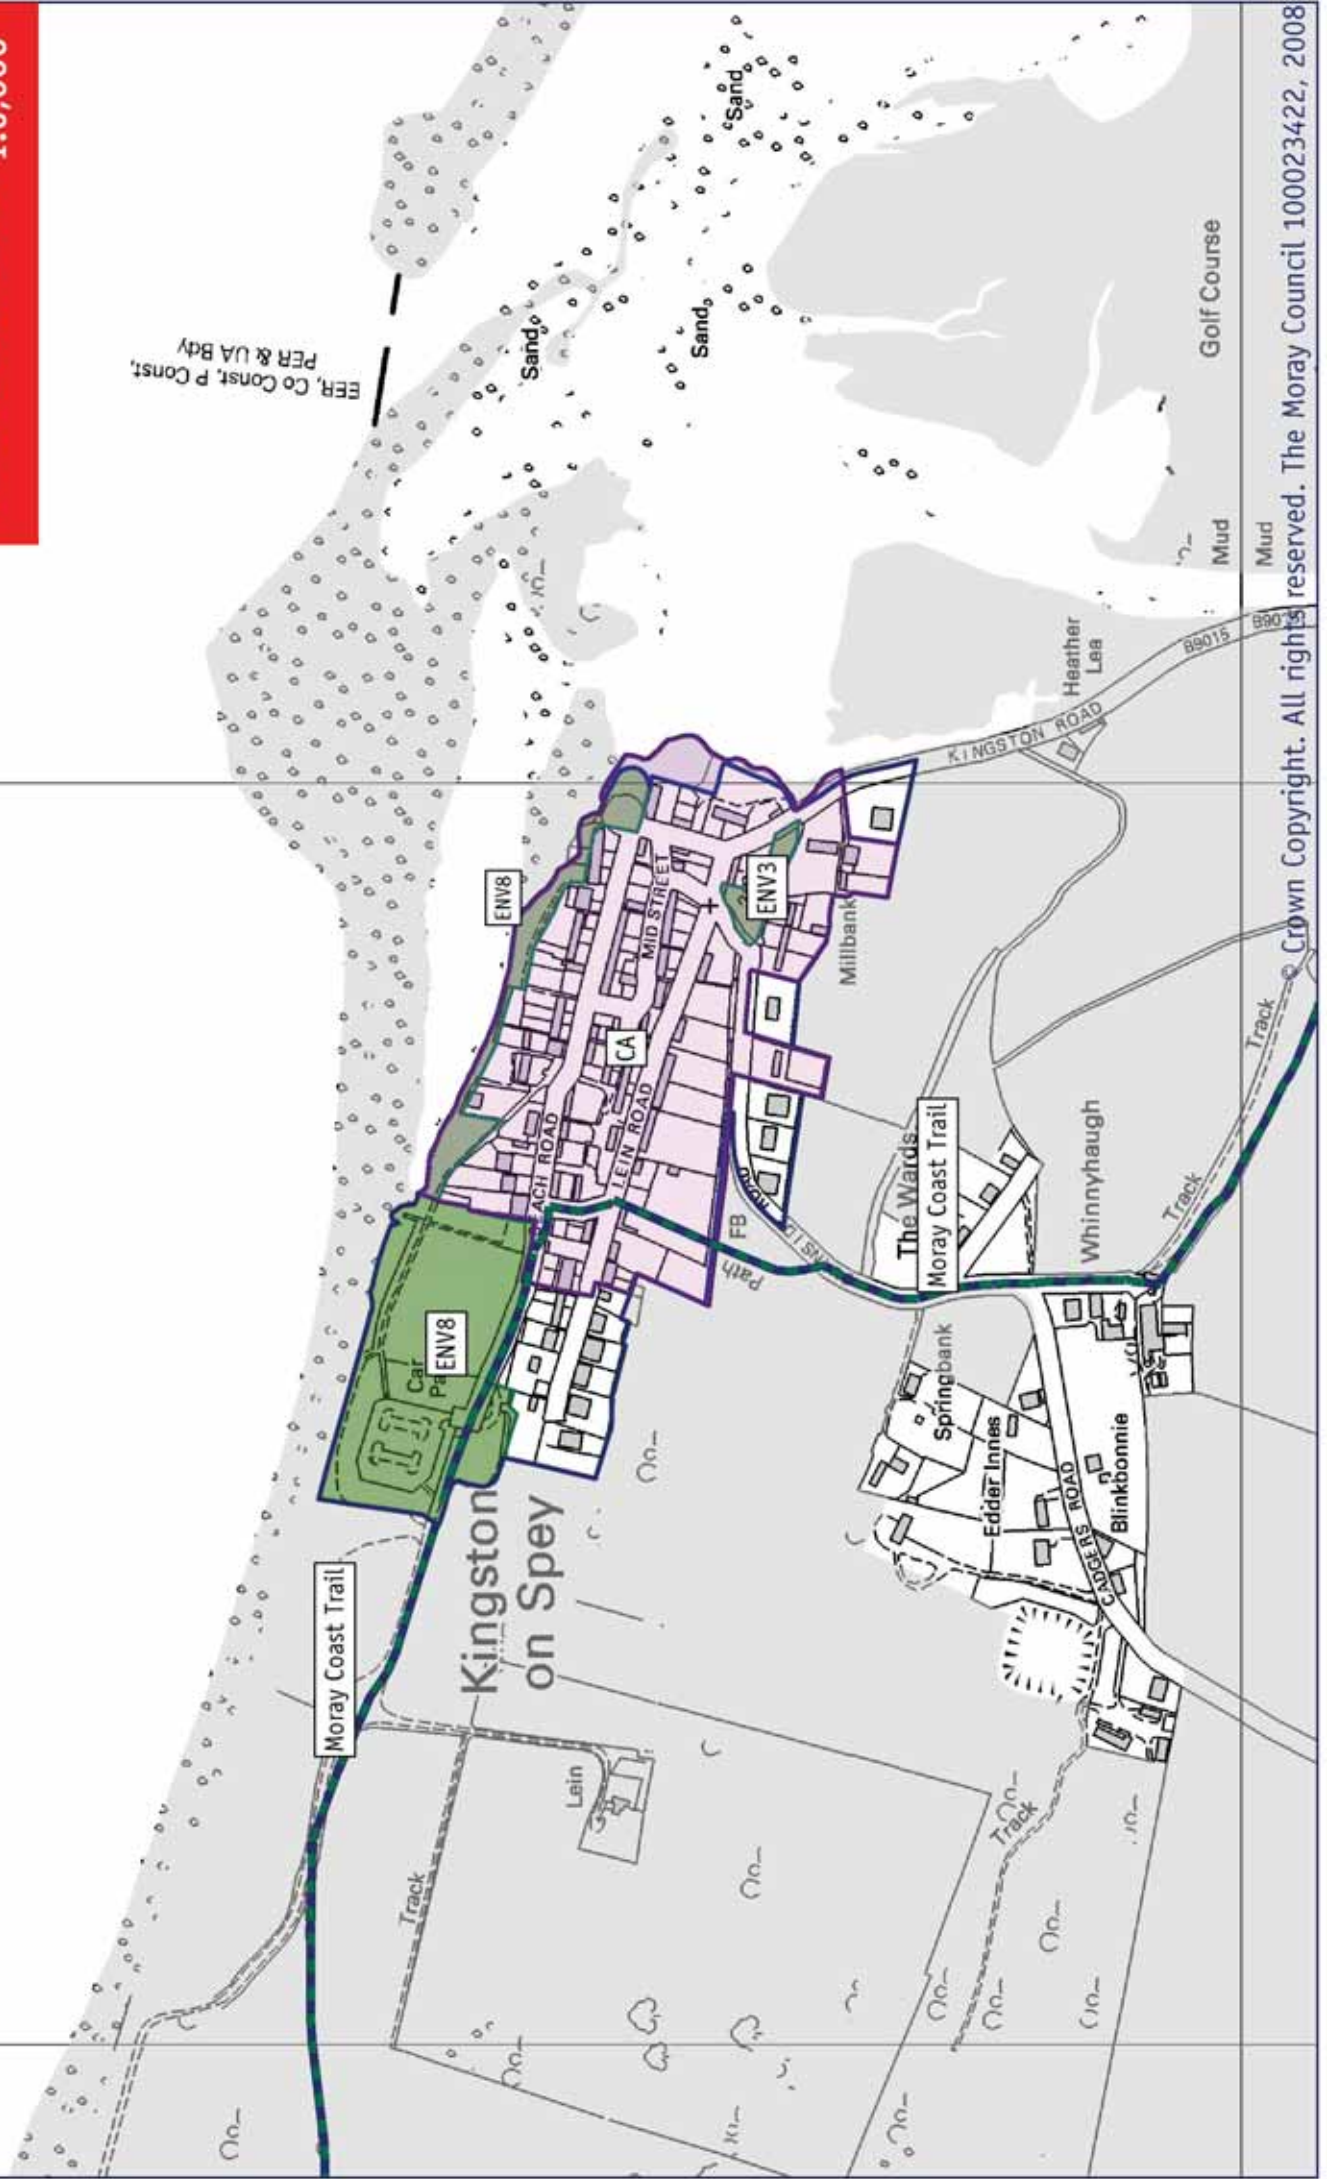 EER, Co Const, P Const,
PER & UA Bdy
Sand
Sand
Sand
Golf Course
Mud
Mud
Heather
Lea
KINGSTON ROAD
B9015
ENV8
MID STREET
ENV3
CA
Millbank
LEIN ROAD
ROAD
FB
Path
The Wards
Moray Coast Trail
Whinnyhaugh
Track
Track
ENV8
Car
Springbank
Edder Innes
CADGERS ROAD
Blinkbonnie
Kingston
on Spey
Moray Coast Trail
Lein
Track
Track
© Crown Copyright. All rights reserved. The Moray Council 100023422, 2008